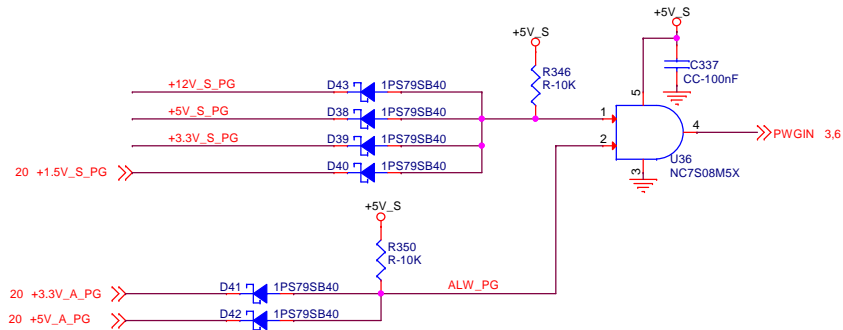 +5V_S
+5V_S
C337
CC-100nF
R346
R-10K
+12V_S_PG
D43 1PS79SB40
+5V_S_PG
D38 1PS79SB40
5
+3.3V_S_PG
D39 1PS79SB40
1
4
PWGIN 3,6
2
20 +1.5V_S_PG
D40 1PS79SB40
3
U36
NC7S08M5X
+5V_S
R350
R-10K
20 +3.3V_A_PG
D41 1PS79SB40
ALW_PG
20 +5V_A_PG
D42 1PS79SB40